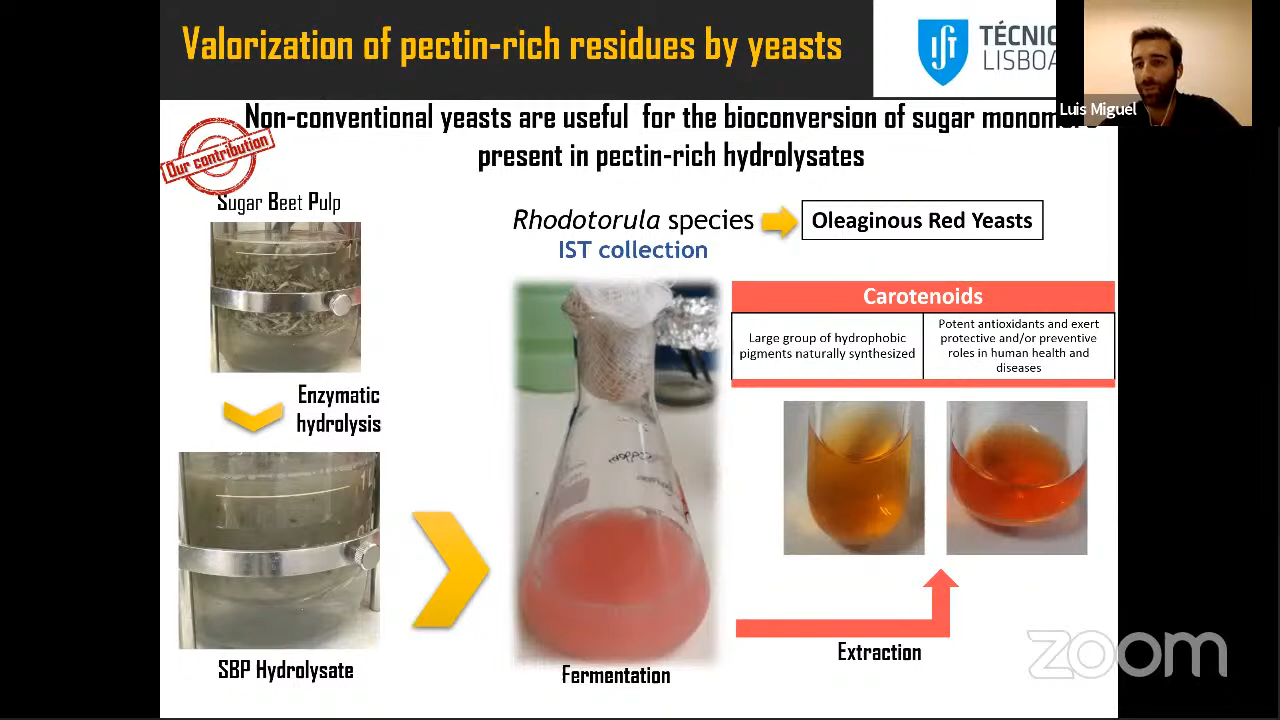 Valorization of pectin-rich residues by yeasts
TÉCNIC
LISBOA
Luis Miguel
Non-conventional yeasts are useful for the bioconversion of sugar
present in pectin-rich hydrolysates
Our contribution
Sugar Beet Pulp
Rhodotorula species
Oleaginous Red Yeasts
IST collection
Carotenoids
Large group of hydrophobic
pigments naturally synthesized
Potent antioxidants and exert
protective and/or preventive
roles in human health and
diseases
Enzymatic
hydrolysis
SBP Hydrolysate
Fermentation
Extraction
zoom